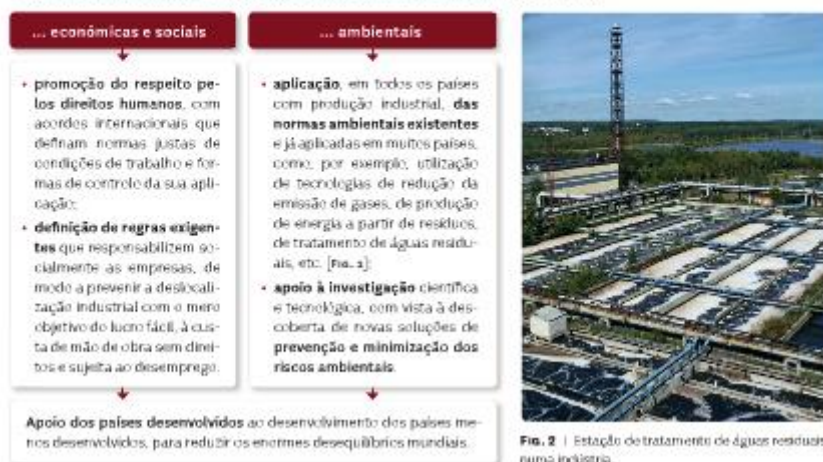 ... económicas e sociais
• promoção do respeito pe-
los direitos humanos, com
acordos internacionais que
definam normas justas de
condições de trabalho e for-
mas de controlo da sua apli-
cação;
• definição de regras exigen-
tes que responsabilizem so-
cialmente as empresas, de
modo a prevenir a deslocali-
zação industrial com o mero
objetivo do lucro fácil, à cus-
ta de mão de obra sem direi-
tos e sujeita ao desemprego.
... ambientais
• aplicação, em todos os países
com produção industrial, das
normas ambientais existentes
e já aplicadas em muitos países,
como, por exemplo, utilização
de tecnologias de redução da
emissão de gases, de produção
de energia a partir de resíduos,
de tratamento de águas residu-
ais, etc. [FIG. 2];
• apoio à investigação científica
e tecnológica, com vista à des-
coberta de novas soluções de
prevenção e minimização dos
riscos ambientais.
Apoio dos países desenvolvidos ao desenvolvimento dos países me-
nos desenvolvidos, para reduzir os enormes desequilíbrios mundiais.
FIG. 2 | Estação de tratamento de águas residuais
numa indústria.